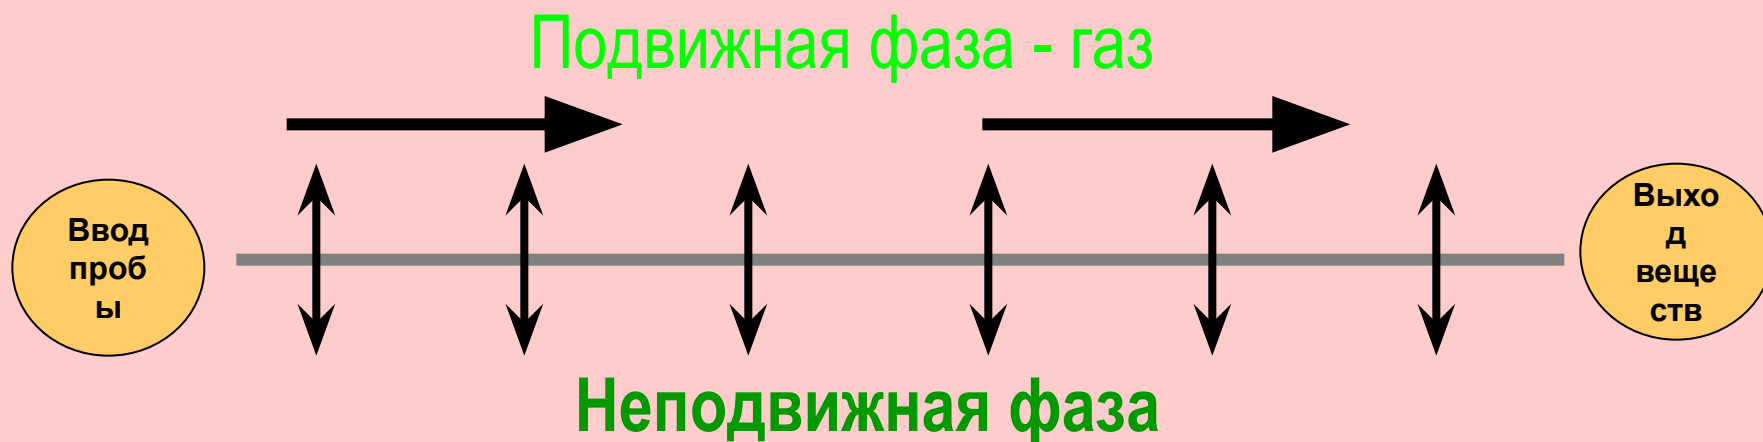 Подвижная фаза - газ
Ввод
проб
ы
Выхо
д
веще
ств
Неподвижная фаза